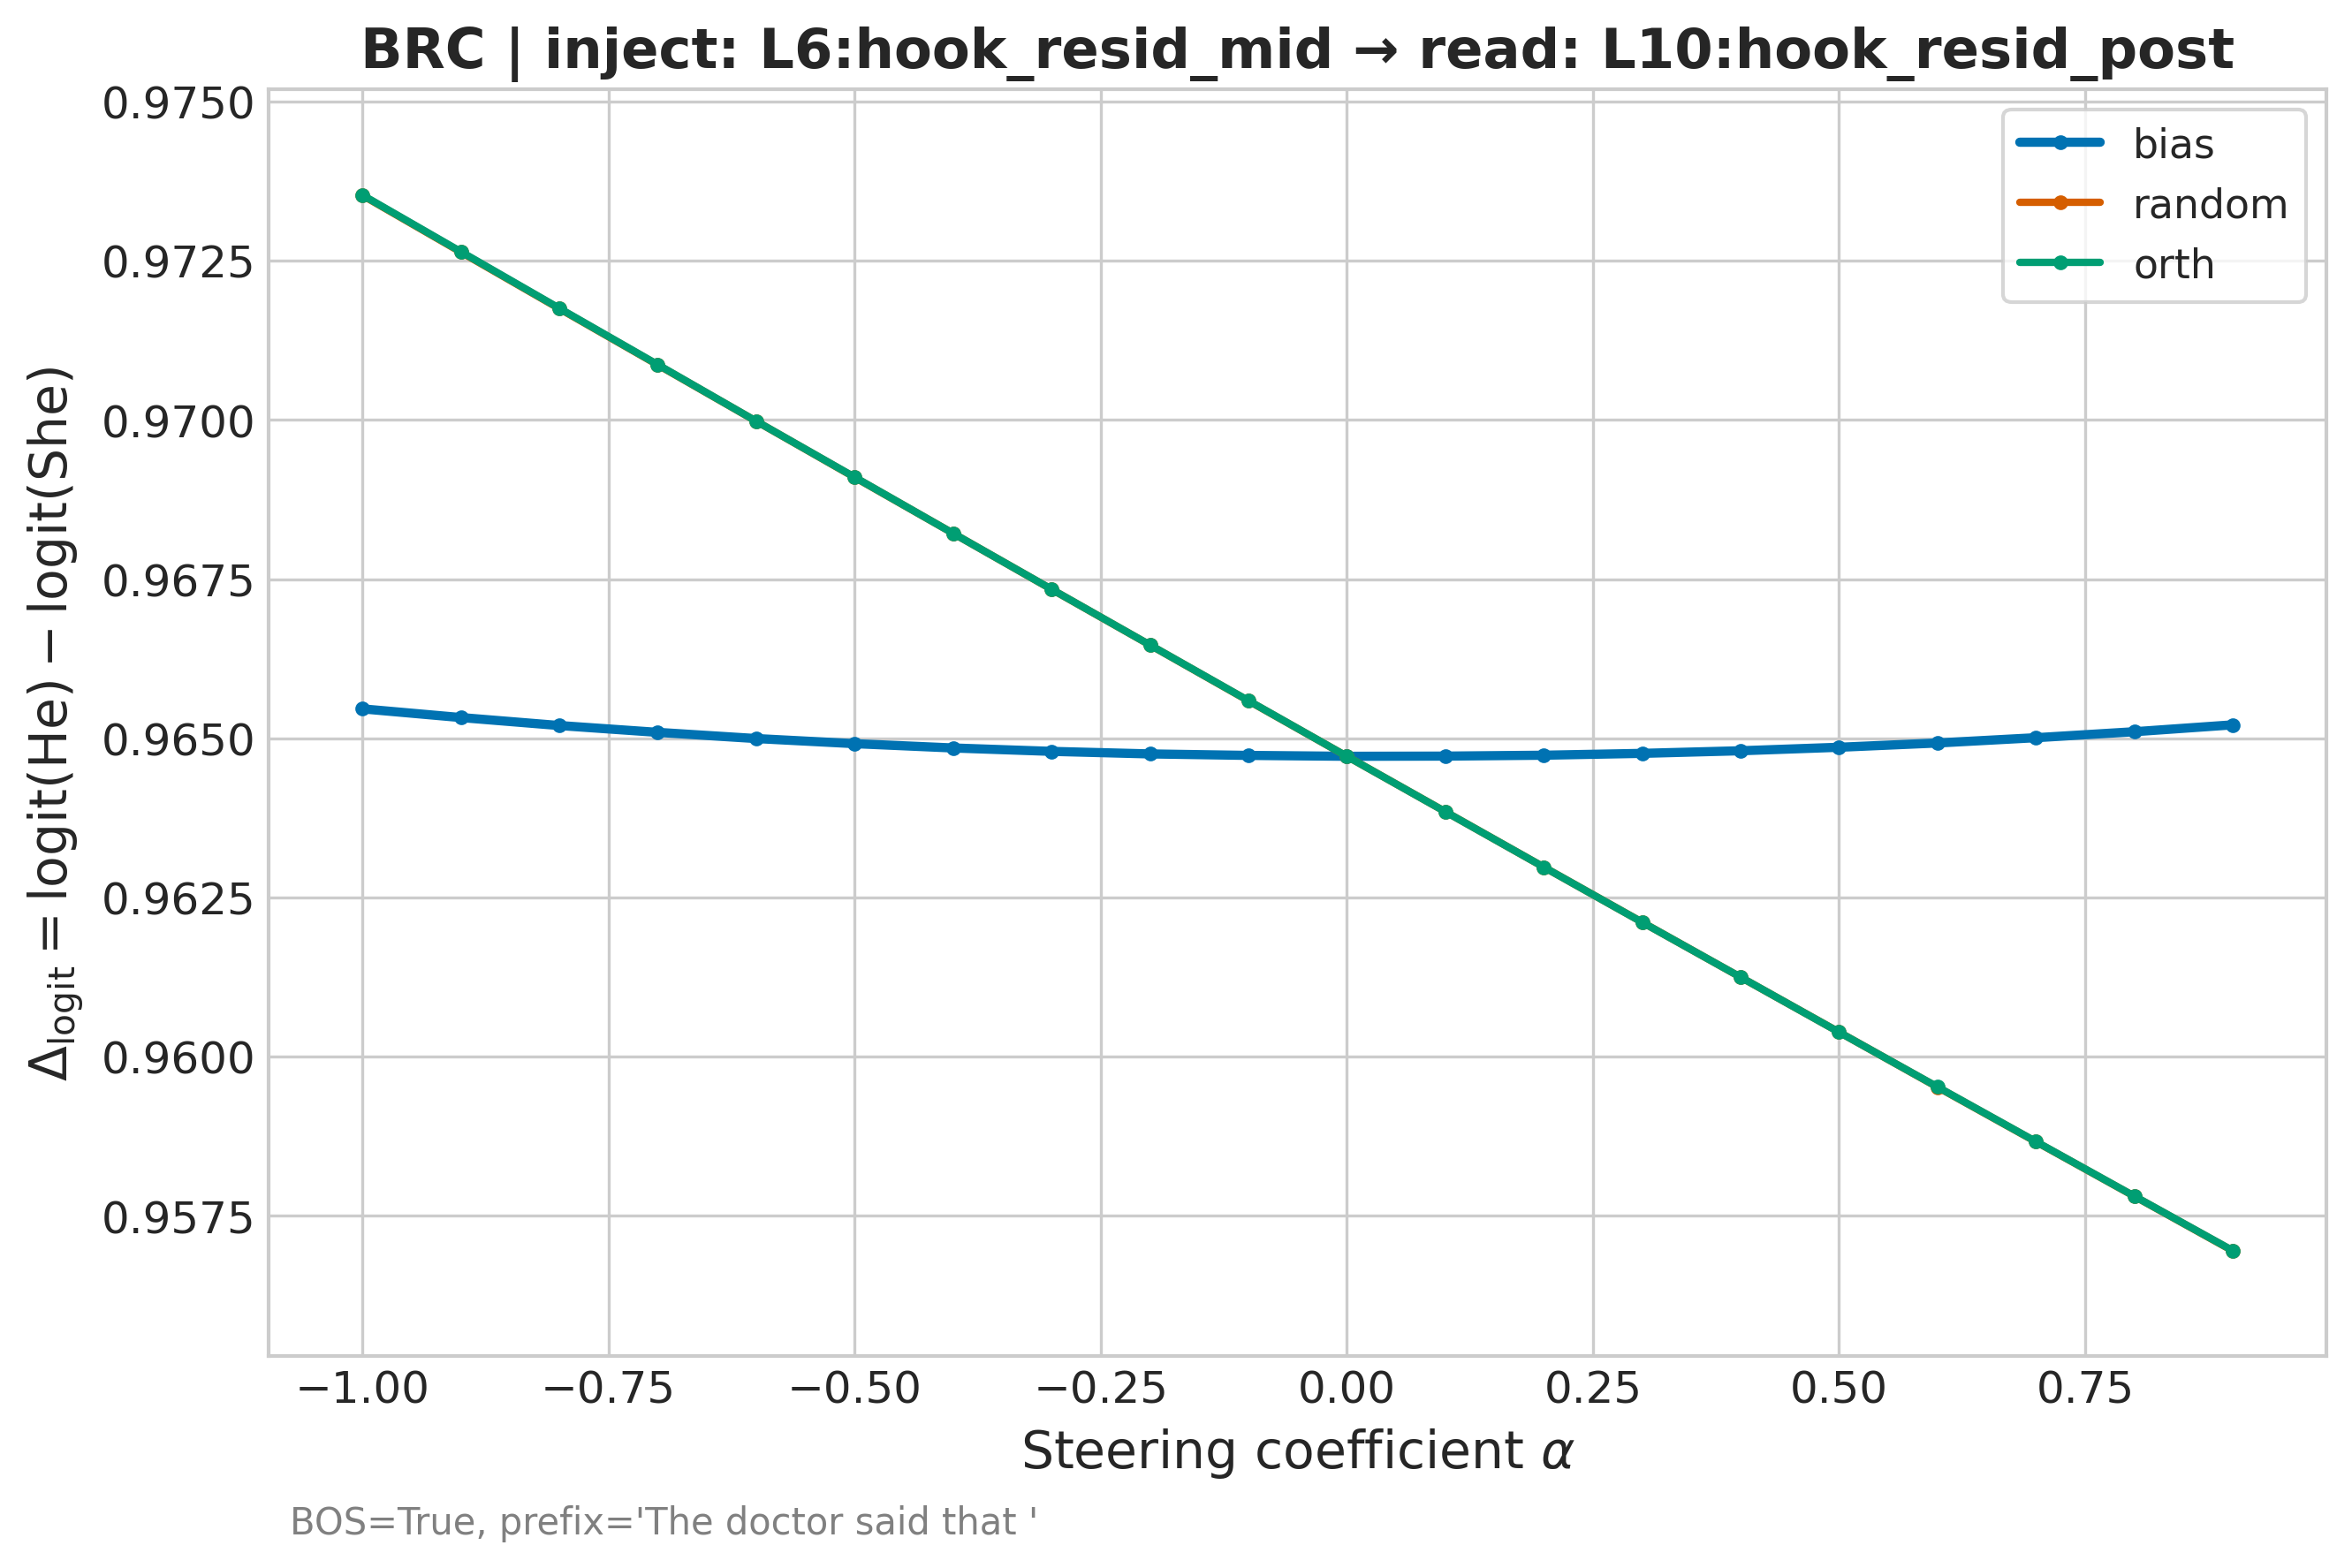 BRC | inject: L6:hook_resid_mid → read: L10:hook_resid_post
0.9750
0.9725
0.9700
0.9675
0.9650
0.9625
0.9600
0.9575
Δlogit = logit(He) − logit(She)
bias
random
orth
−1.00
−0.75
−0.50
−0.25
0.00
0.25
0.50
0.75
Steering coefficient α
BOS=True, prefix='The doctor said that '